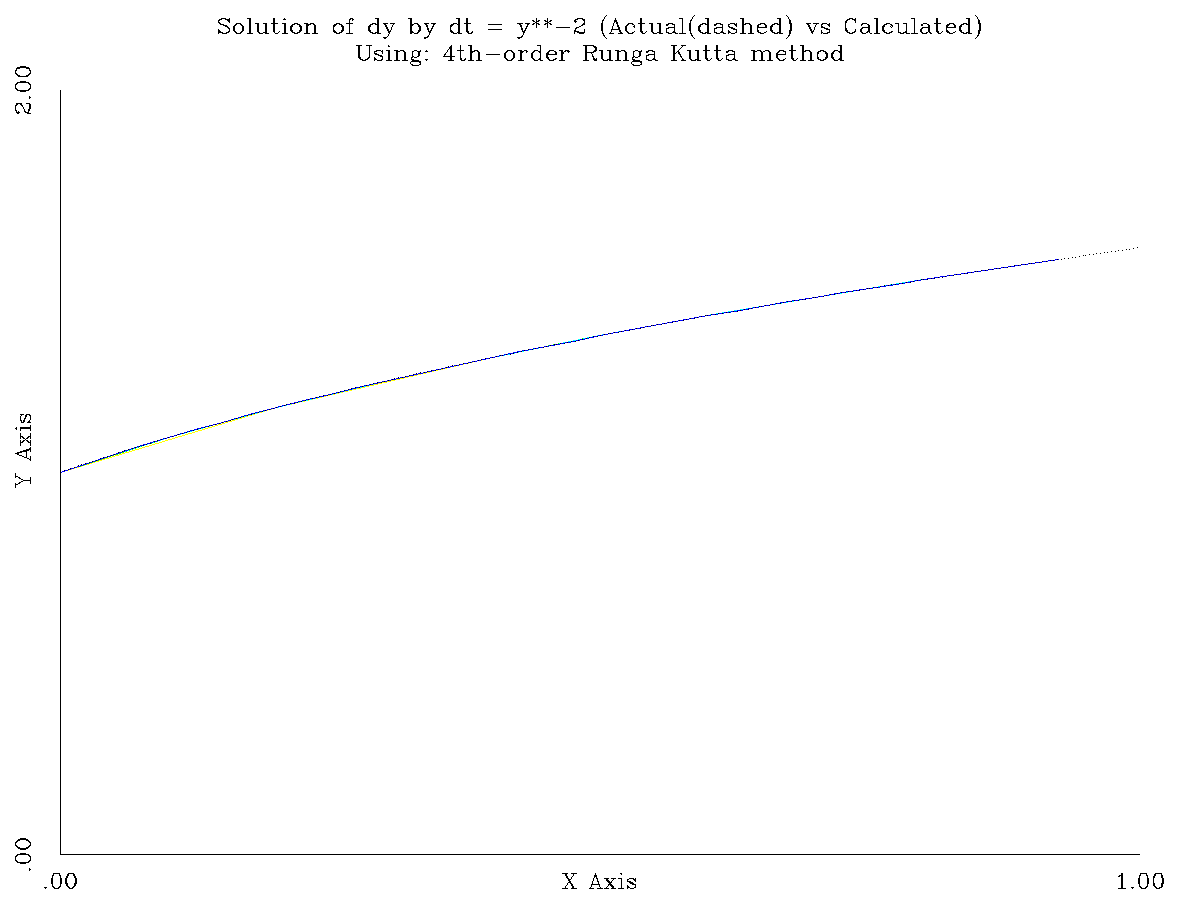 Solution of dy by dt = y**−2 (Actual(dashed) vs Calculated)
Using: 4th−order Runga Kutta method
2.00
Y Axis
.00
.00
X Axis
1.00